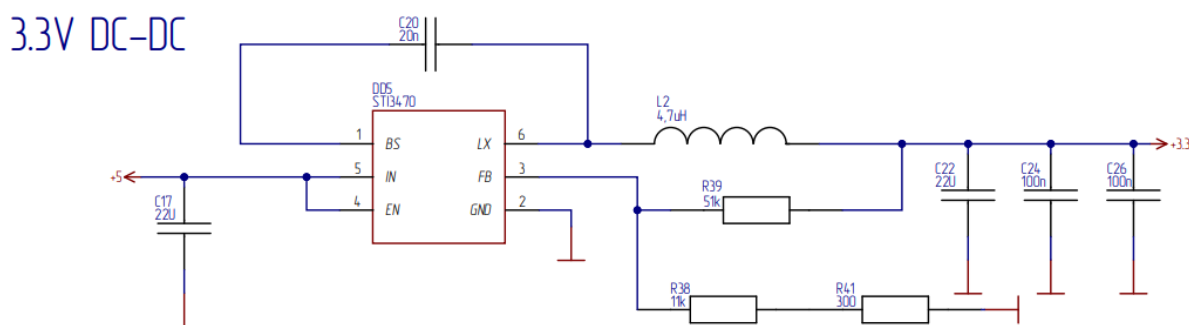 3.3V DC-DC
C20
20n
DD5
STI3470
1
BS
LX
6
L2
4,7uH
+3.3
+5
5
IN
FB
3
4
EN
GND
2
C17
22U
R39
51k
C22
22U
C24
100n
C26
100n
R38
11k
R41
300